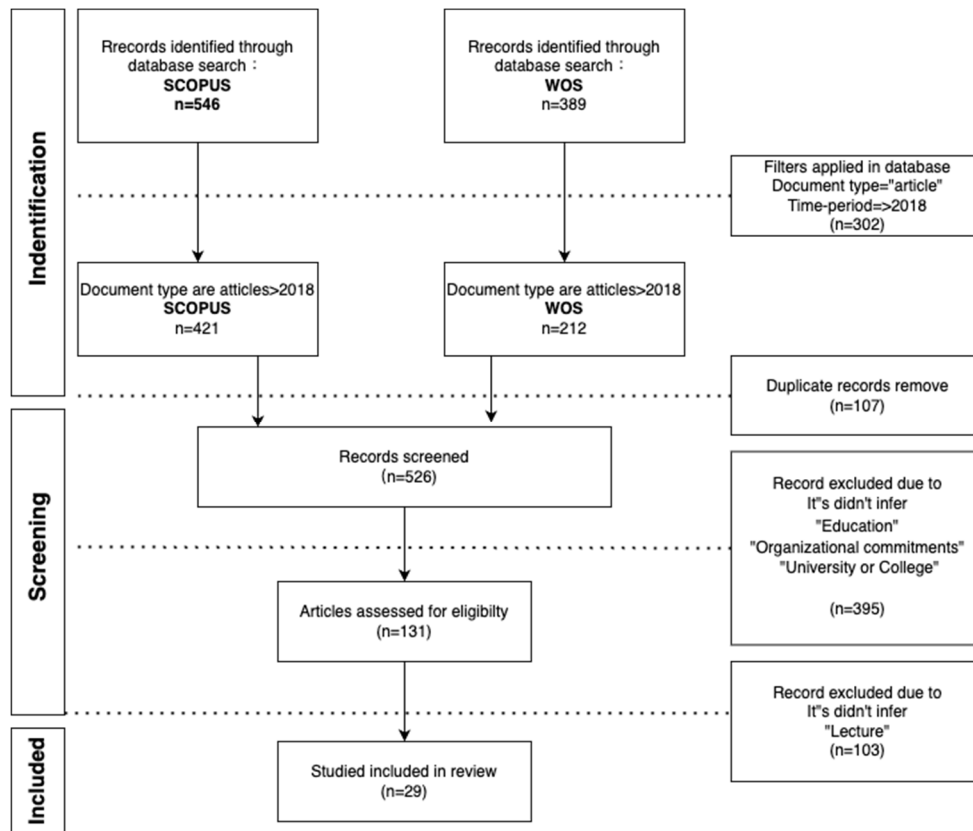 Indentification
Rrecords identified through
database search：
SCOPUS
n=546
Rrecords identified through
database search：
WOS
n=389
Filters applied in database
Document type="article"
Time-period=>2018
(n=302)
Document type are atticles>2018
SCOPUS
n=421
Document type are atticles>2018
WOS
n=212
Duplicate records remove
(n=107)
Screening
Records screened
(n=526)
Record excluded due to
It"s didn't infer
"Education"
"Organizational commitments"
"University or College"
(n=395)
Articles assessed for eligibilty
(n=131)
Record excluded due to
It"s didn't infer
"Lecture"
(n=103)
Included
Studied included in review
(n=29)